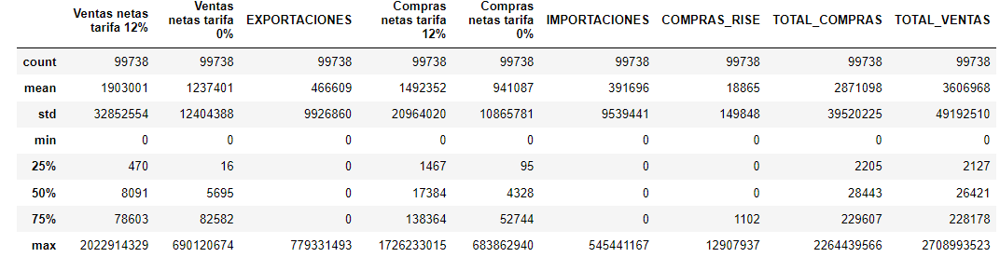 Ventas netas tarifa 12% Ventas netas tarifa 0% EXPORTACIONES Compras netas tarifa 12% Compras netas tarifa 0% IMPORTACIONES COMPRAS_RISE TOTAL_COMPRAS TOTAL_VENTAS
count 99738 99738 99738 99738 99738 99738 99738 99738 99738
mean 1903001 1237401 466609 1492352 941087 391696 18865 2871098 3606968
std 32852554 12404388 9926860 20964020 10865781 9539441 149848 39520225 49192510
min 0 0 0 0 0 0 0 0 0
25% 470 16 0 1467 95 0 0 2205 2127
50% 8091 5695 0 17384 4328 0 0 28443 26421
75% 78603 82582 0 138364 52744 0 1102 229607 228178
max 2022914329 690120674 779331493 1726233015 683862940 545441167 12907937 2264439566 2708993523